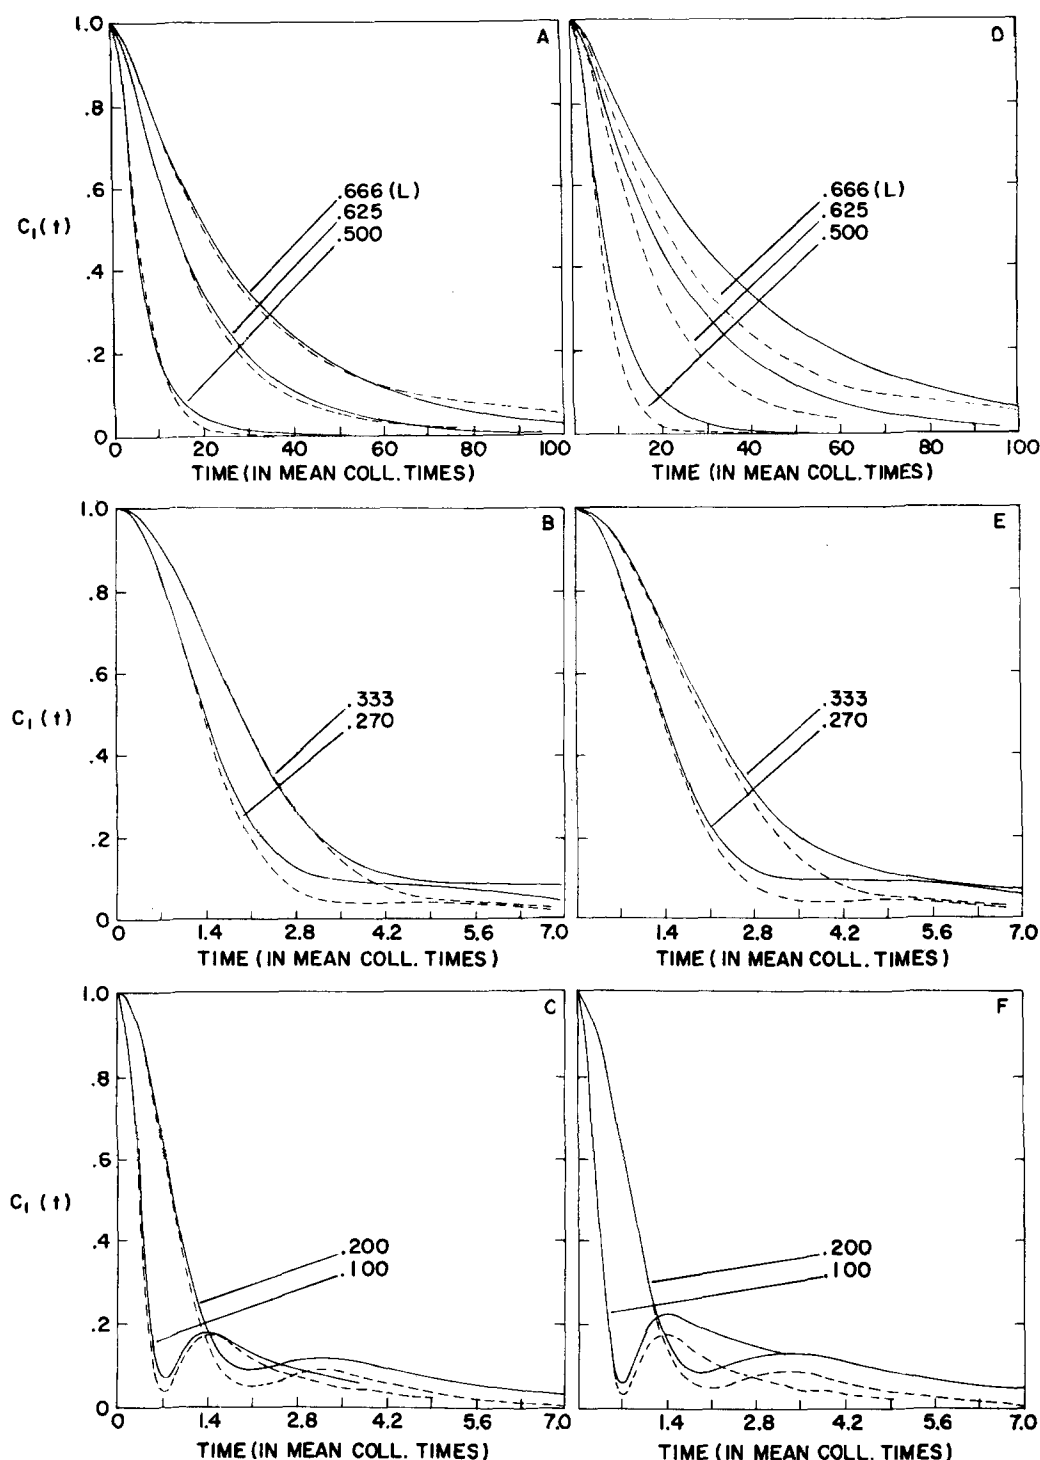 A
D
1.0
.8
.6
.4
.2
0
C₁(t)
.666 (L)
.625
.500
.666 (L)
.625
.500
0 20 40 60 80 100
20 40 60 80 100
TIME (IN MEAN COLL. TIMES)
TIME (IN MEAN COLL. TIMES)
B
E
1.0
.8
.6
.4
.2
0
C₁(t)
.333
.270
.333
.270
0 1.4 2.8 4.2 5.6 7.0
1.4 2.8 4.2 5.6 7.0
TIME (IN MEAN COLL. TIMES)
TIME (IN MEAN COLL. TIMES)
C
F
1.0
.8
.6
.4
.2
0
C₁(t)
.200
.100
.200
.100
0 1.4 2.8 4.2 5.6 7.0
1.4 2.8 4.2 5.6 7.0
TIME (IN MEAN COLL. TIMES)
TIME (IN MEAN COLL. TIMES)